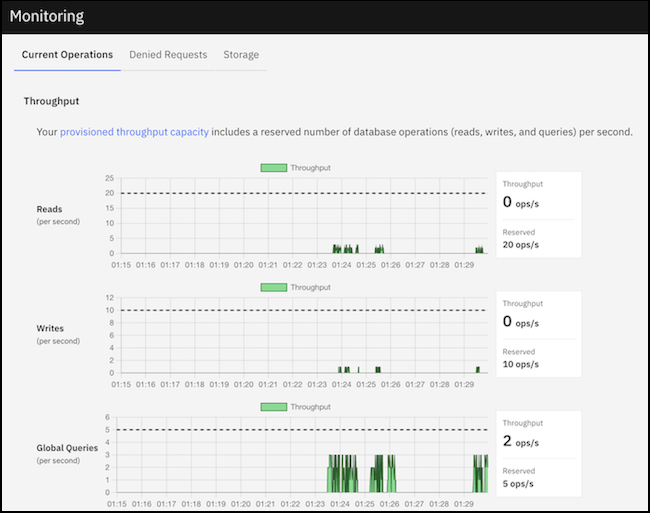 Monitoring
Current Operations Denied Requests Storage
Throughput
Your provisioned throughput capacity includes a reserved number of database operations (reads, writes, and queries) per second.
Throughput
25
20
15
10
5
0
Reads
(per second)
01:15 01:16 01:17 01:18 01:19 01:20 01:21 01:22 01:23 01:24 01:25 01:26 01:27 01:28 01:29
Throughput
0 ops/s
Reserved
20 ops/s
Throughput
12
10
8
6
4
2
0
Writes
(per second)
01:15 01:16 01:17 01:18 01:19 01:20 01:21 01:22 01:23 01:24 01:25 01:26 01:27 01:28 01:29
Throughput
0 ops/s
Reserved
10 ops/s
Throughput
6
5
4
3
2
1
0
Global Queries
(per second)
01:15 01:16 01:17 01:18 01:19 01:20 01:21 01:22 01:23 01:24 01:25 01:26 01:27 01:28 01:29
Throughput
2 ops/s
Reserved
5 ops/s